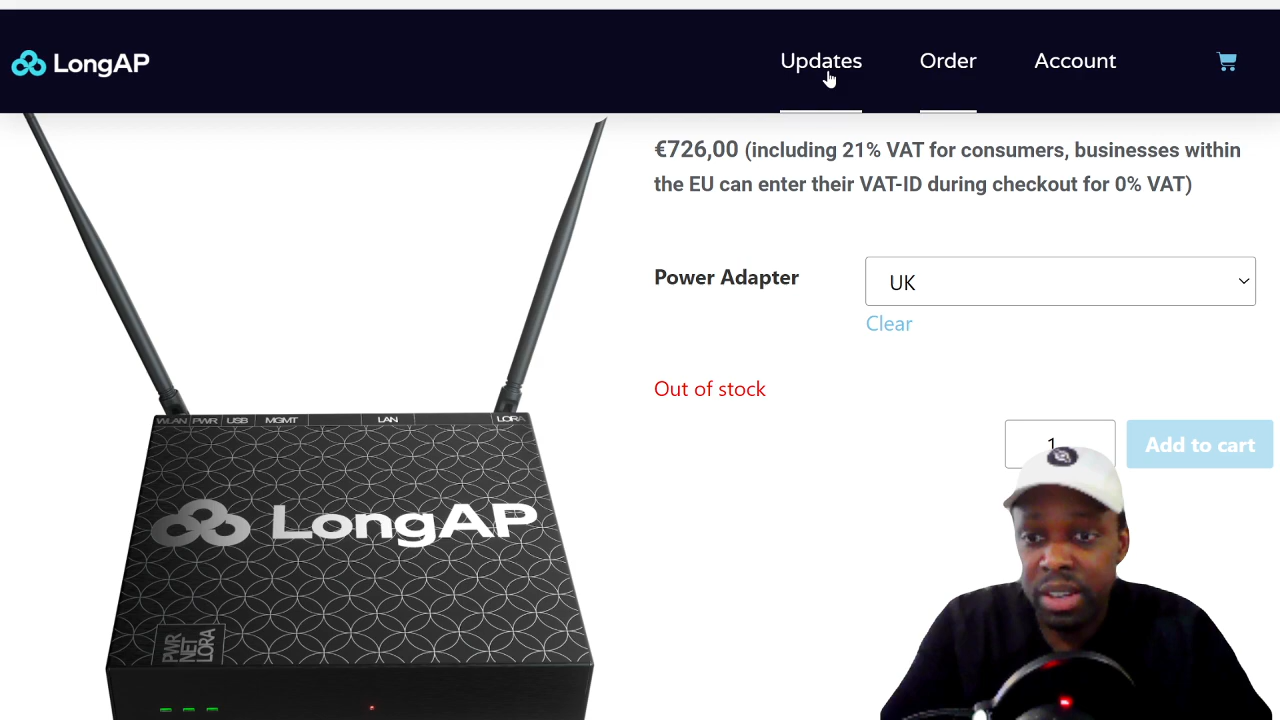 LongAP
Updates
Order
Account
€726,00 (including 21% VAT for consumers, businesses within
the EU can enter their VAT-ID during checkout for 0% VAT)
Power Adapter
UK
Clear
Out of stock
1
Add to cart
WLAN PWR USB MGMT LAN LORA
LongAP
PWR
NET
LORA